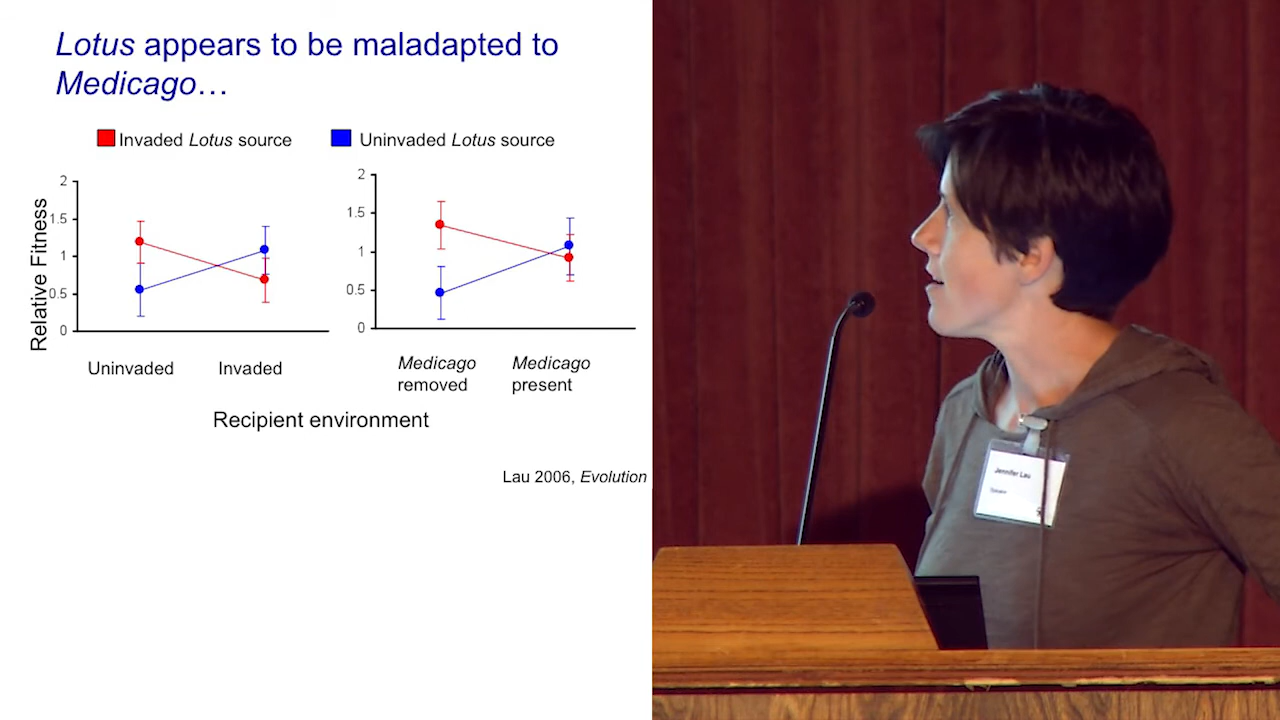 Lotus appears to be maladapted to
Medicago…
Invaded Lotus source
Uninvaded Lotus source
Relative Fitness
2
1.5
1
0.5
0
Uninvaded
Invaded
2
1.5
1
0.5
0
Medicago
removed
Medicago
present
Recipient environment
Lau 2006, Evolution
Jennifer Lau